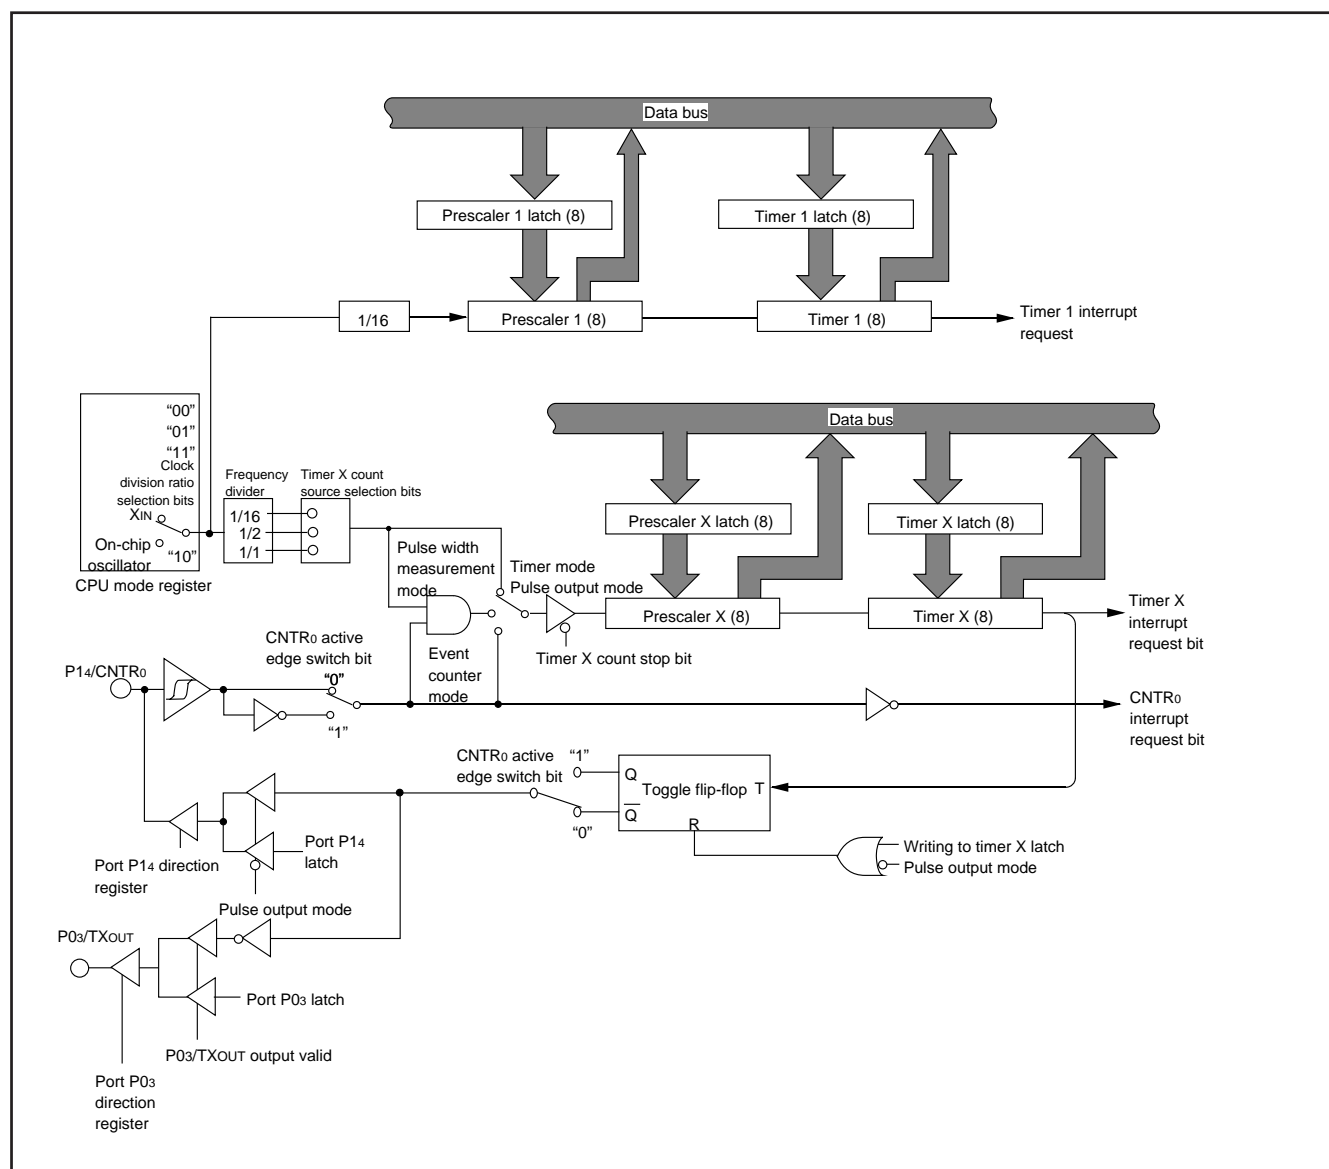 Data bus
Prescaler 1 latch (8)
Timer 1 latch (8)
1/16
Prescaler 1 (8)
Timer 1 (8)
Timer 1 interrupt
request
“00”
“01”
“11”
Clock
division ratio
selection bits
XIN
On-chip
oscillator
“10”
CPU mode register
Frequency
divider
1/16
1/2
1/1
Timer X count
source selection bits
Data bus
Prescaler X latch (8)
Timer X latch (8)
Pulse width
measurement
mode
Timer mode
Pulse output mode
Prescaler X (8)
Timer X (8)
Timer X
interrupt
request bit
Timer X count stop bit
CNTR0 active
edge switch bit
“0”
Event
counter
mode
P14/CNTR0
“1”
CNTR0
interrupt
request bit
CNTR0 active
edge switch bit
“1”
“0”
Q
Q
Toggle flip-flop
T
R
Writing to timer X latch
Pulse output mode
Port P14
latch
Port P14 direction
register
Pulse output mode
P03/TXOUT
Port P03 latch
P03/TXOUT output valid
Port P03
direction
register